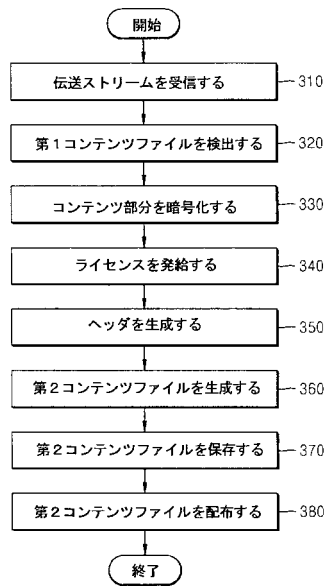 開始
伝送ストリームを受信する 310
第1コンテンツファイルを検出する 320
コンテンツ部分を暗号化する 330
ライセンスを発給する 340
ヘッダを生成する 350
第2コンテンツファイルを生成する 360
第2コンテンツファイルを保存する 370
第2コンテンツファイルを配布する 380
終了